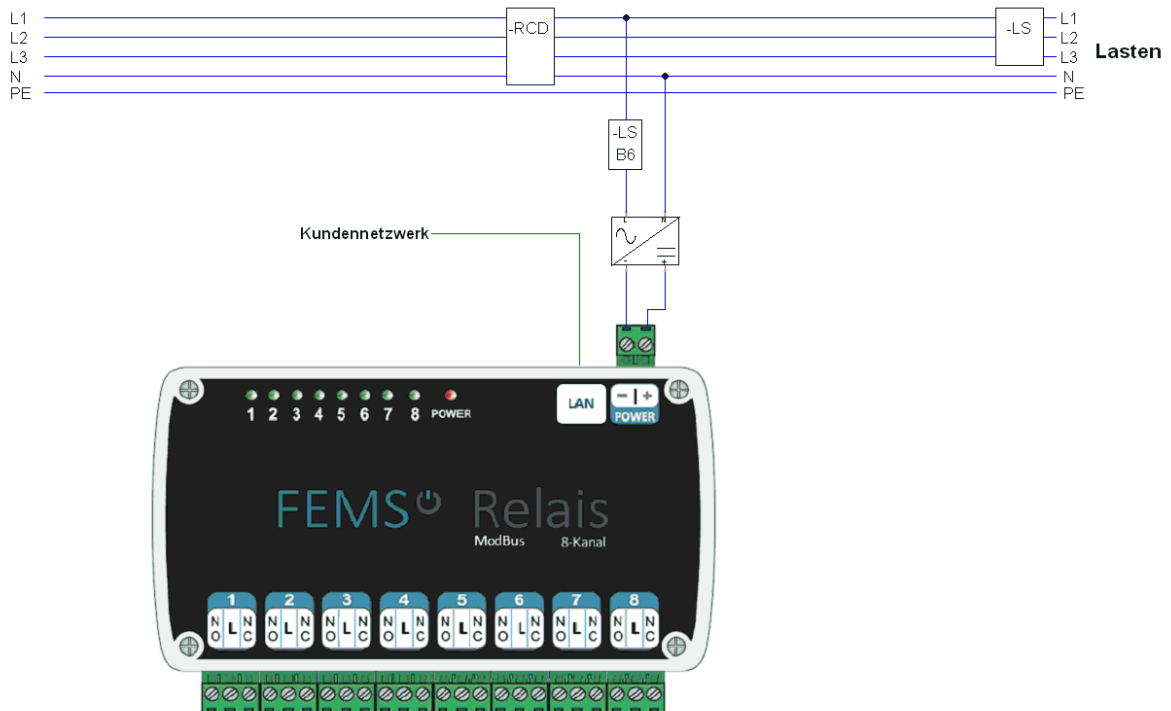 L1
L2
L3
N
PE
-RCD
-LS
L1
L2
L3
N
PE
Lasten
-LS
B6
L N
- +
Kundennetzwerk
1 2 3 4 5 6 7 8 POWER
LAN
- | +
POWER
FEMS Relais
ModBus 8-Kanal
1 2 3 4 5 6 7 8
NO L NC NO L NC NO L NC NO L NC NO L NC NO L NC NO L NC NO L NC